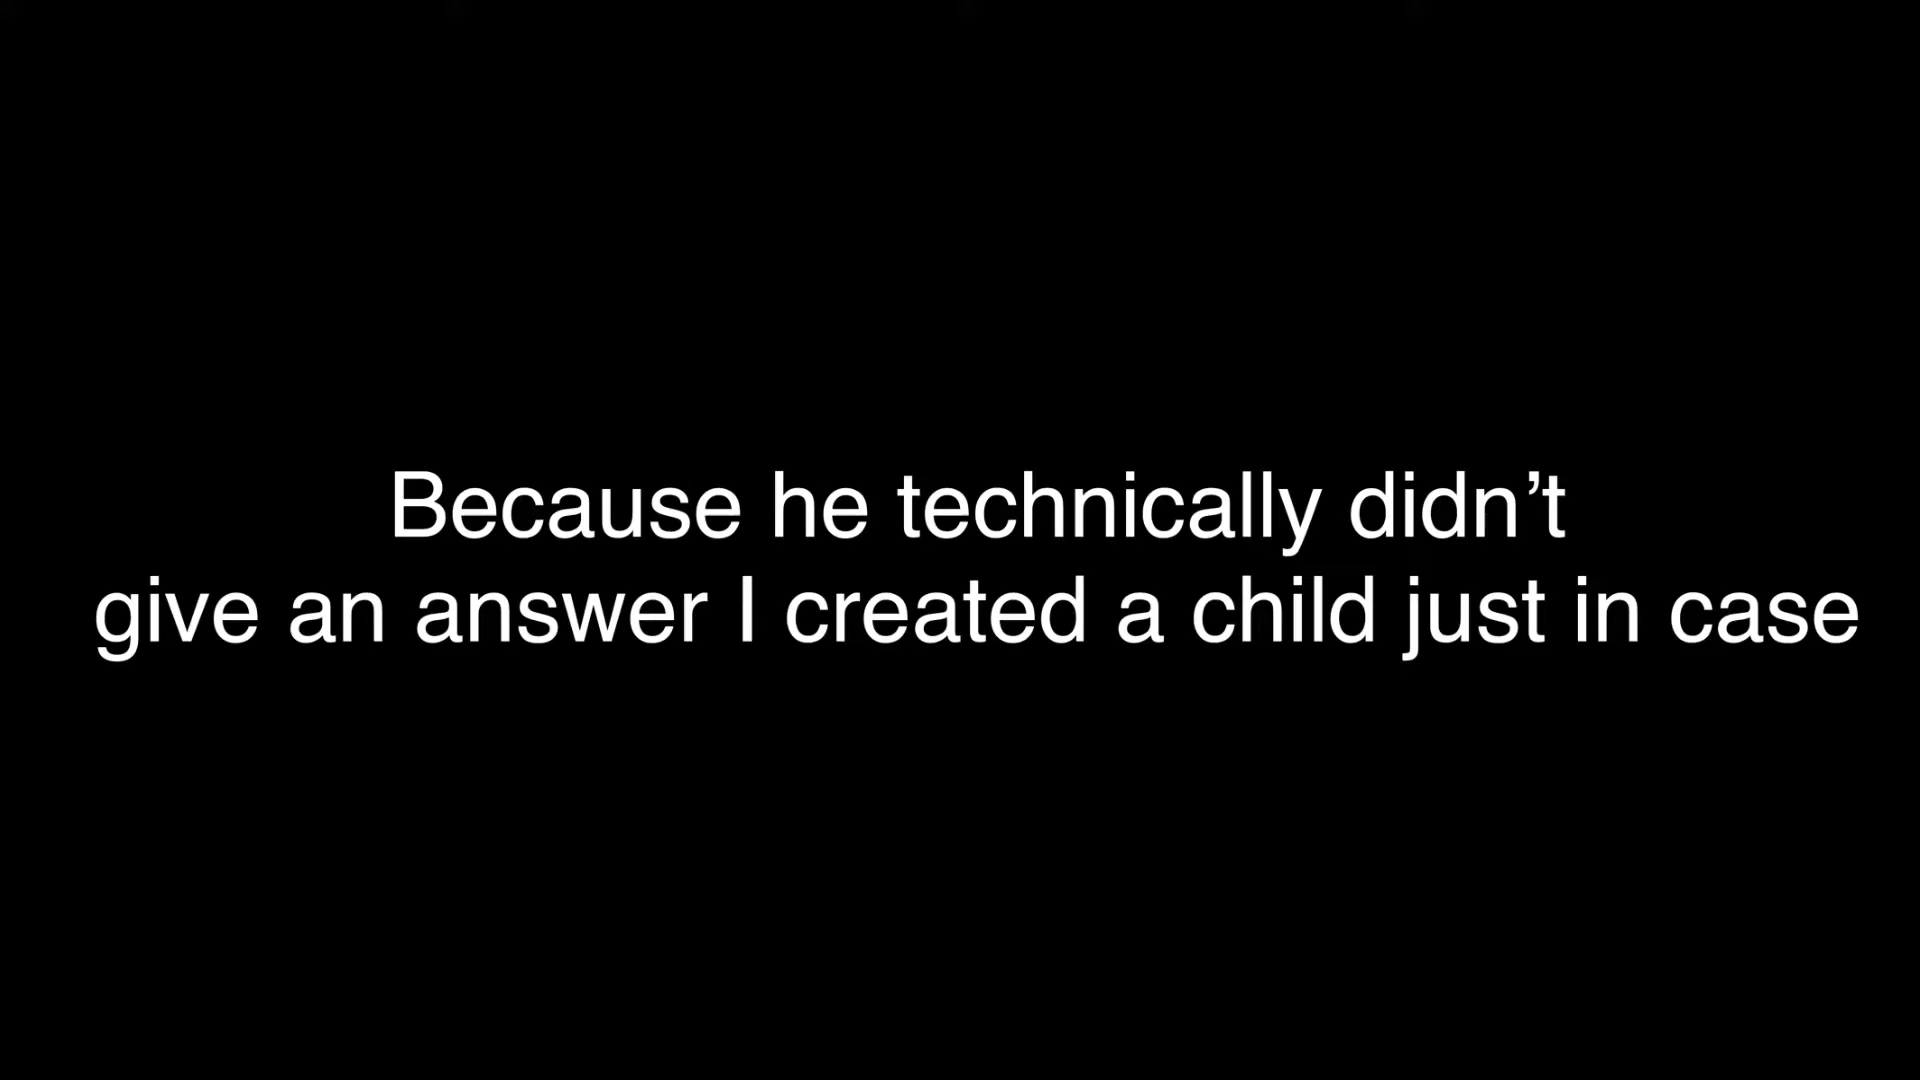 Because he technically didn’t
give an answer I created a child just in case